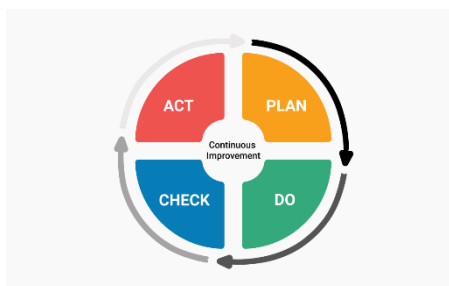 ACT
PLAN
Continuous
Improvement
CHECK
DO